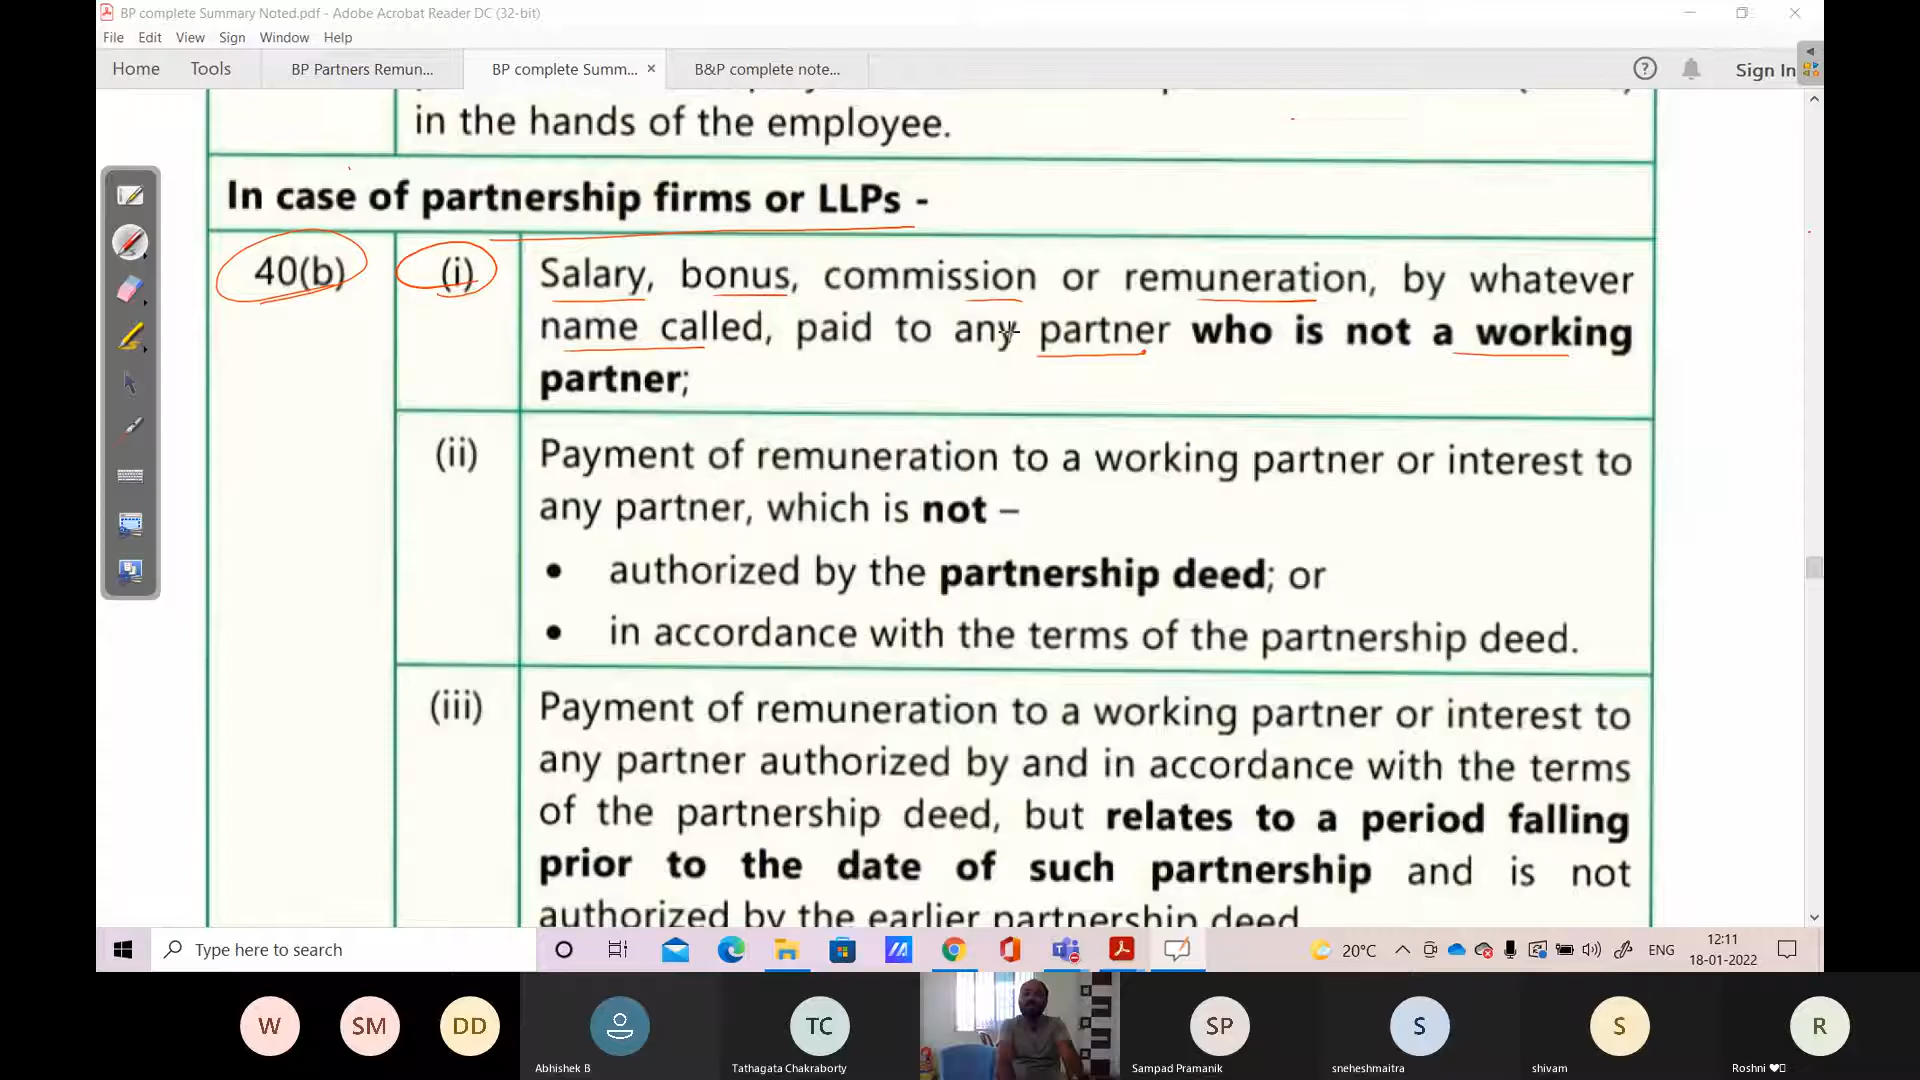 BP complete Summary Noted.pdf - Adobe Acrobat Reader DC (32-bit)
File Edit View Sign Window Help
Home Tools BP Partners Remun... BP complete Summ... × B&P complete note... Sign In
in the hands of the employee.
In case of partnership firms or LLPs -
40(b) (i) Salary, bonus, commission or remuneration, by whatever
name called, paid to any partner who is not a working
partner;
(ii) Payment of remuneration to a working partner or interest to
any partner, which is not –
• authorized by the partnership deed; or
• in accordance with the terms of the partnership deed.
(iii) Payment of remuneration to a working partner or interest to
any partner authorized by and in accordance with the terms
of the partnership deed, but relates to a period falling
prior to the date of such partnership and is not
authorized by the earlier partnership deed
Type here to search 20°C ENG 12:11
18-01-2022
W SM DD TC SP S S R
Abhishek B Tathagata Chakraborty Sampad Pramanik sneheshmaitra shivam Roshni ❤